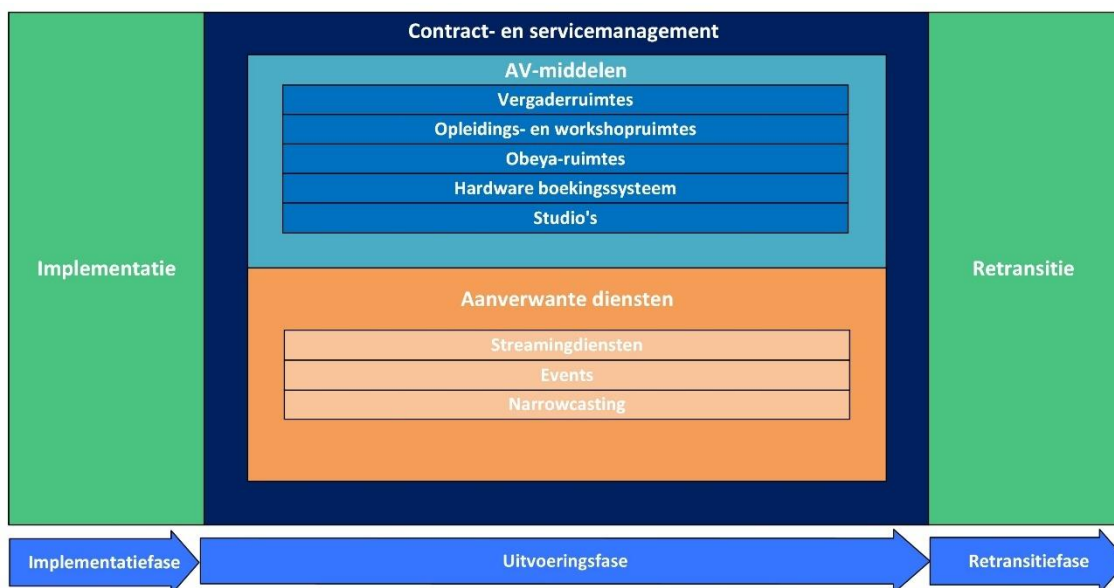 Contract- en servicemanagement
AV-middelen
Vergaderruimtes
Opleidings- en workshopruimtes
Obeya-ruimtes
Hardware boekingssysteem
Studio's
Implementatie
Retransitie
Aanverwante diensten
Streamingdiensten
Events
Narrowcasting
Implementatiefase
Uitvoeringsfase
Retransitiefase